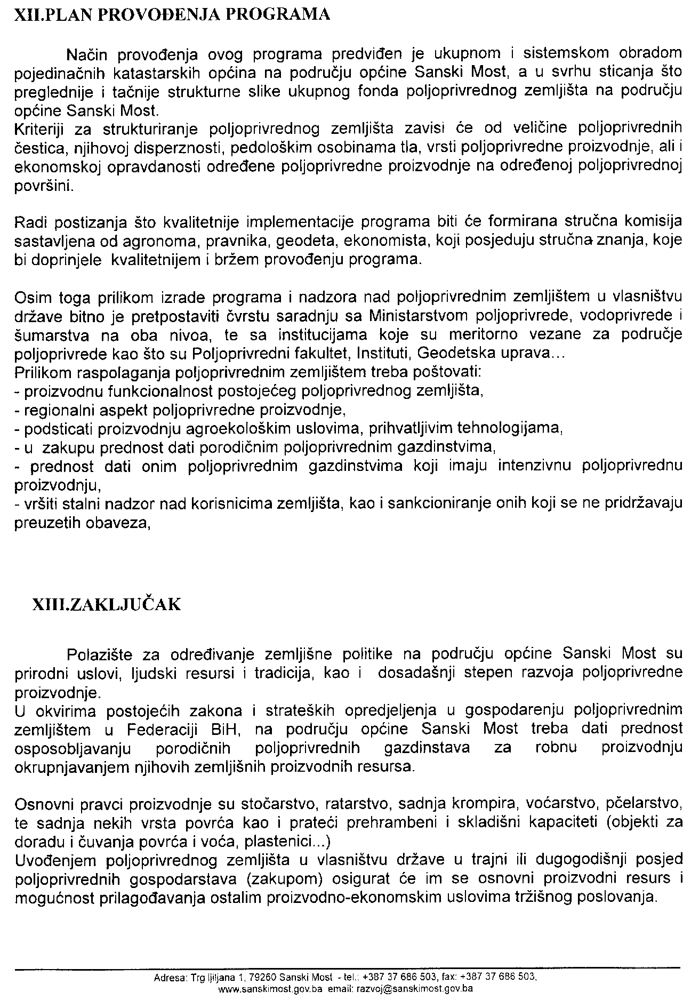 XII.PLAN PROVOĐENJA PROGRAMA
Način provođenja ovog programa predviđen je ukupnom i sistemskom obradom
pojedinačnih katastarskih općina na području općine Sanski Most, a u svrhu sticanja što
preglednije i tačnije strukturne slike ukupnog fonda poljoprivrednog zemljišta na području
općine Sanski Most.
Kriteriji za strukturiranje poljoprivrednog zemljišta zavisi će od veličine poljoprivrednih
čestica, njihovoj disperznosti, pedološkim osobinama tla, vrsti poljoprivredne proizvodnje, ali i
ekonomskoj opravdanosti određene poljoprivredne proizvodnje na određenoj poljoprivrednoj
površini.
Radi postizanja što kvalitetnije implementacije programa biti će formirana stručna komisija
sastavljena od agronoma, pravnika, geodeta, ekonomista, koji posjeduju stručna znanja, koje
bi doprinjele kvalitetnijem i bržem provođenju programa.
Osim toga prilikom izrade programa i nadzora nad poljoprivrednim zemljištem u vlasništvu
države bitno je pretpostaviti čvrstu saradnju sa Ministarstvom poljoprivrede, vodoprivrede i
šumarstva na oba nivoa, te sa institucijama koje su meritorno vezane za područje
poljoprivrede kao što su Poljoprivredni fakultet, Instituti, Geodetska uprava...
Prilikom raspolaganja poljoprivrednim zemljištem treba poštovati:
- proizvodnu funkcionalnost postojećeg poljoprivrednog zemljišta,
- regionalni aspekt poljoprivredne proizvodnje,
- podsticati proizvodnju agroekološkim uslovima, prihvatljivim tehnologijama,
- u zakupu prednost dati porodičnim poljoprivrednim gazdinstvima,
- prednost dati onim poljoprivrednim gazdinstvima koji imaju intenzivnu poljoprivrednu
proizvodnju,
- vršiti stalni nadzor nad korisnicima zemljišta, kao i sankcioniranje onih koji se ne pridržavaju
preuzetih obaveza,
XIII.ZAKLJUČAK
Polazište za određivanje zemljišne politike na području općine Sanski Most su
prirodni uslovi, ljudski resursi i tradicija, kao i dosadašnji stepen razvoja poljoprivredne
proizvodnje.
U okvirima postojećih zakona i strateških opredjeljenja u gospodarenju poljoprivrednim
zemljištem u Federaciji BiH, na području općine Sanski Most treba dati prednost
osposobljavanju porodičnih poljoprivrednih gazdinstava za robnu proizvodnju
okrupnjavanjem njihovih zemljišnih proizvodnih resursa.
Osnovni pravci proizvodnje su stočarstvo, ratarstvo, sadnja krompira, voćarstvo, pčelarstvo,
te sadnja nekih vrsta povrća kao i prateći prehrambeni i skladišni kapaciteti (objekti za
doradu i čuvanja povrća i voća, plastenici...)
Uvođenjem poljoprivrednog zemljišta u vlasništvu države u trajni ili dugogodišnji posjed
poljoprivrednih gospodarstava (zakupom) osigurat će im se osnovni proizvodni resurs i
mogućnost prilagođavanja ostalim proizvodno-ekonomskim uslovima tržišnog poslovanja.
Adresa: Trg ljiljana 1, 79260 Sanski Most - tel.: +387 37 686 503, fax: +387 37 686 503,
www.sanskimost.gov.ba email: razvoj@sanskimost.gov.ba